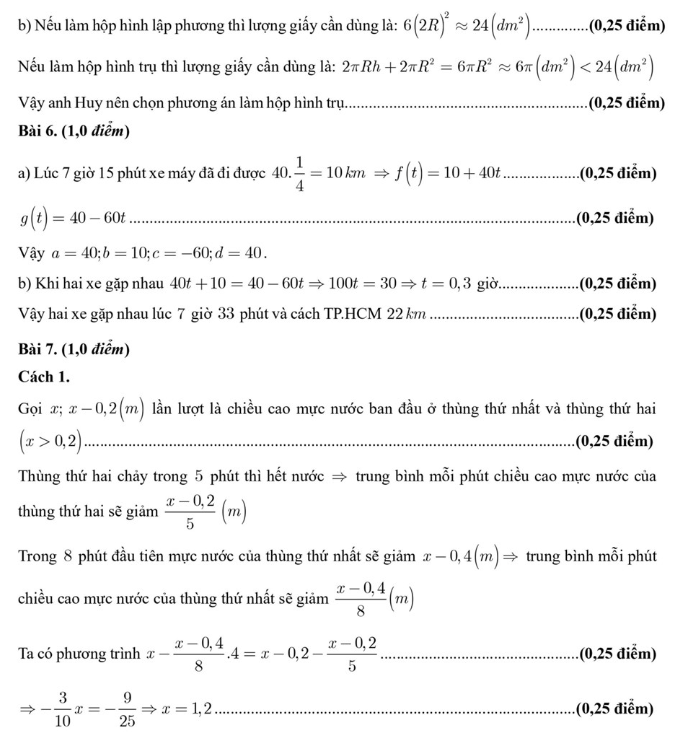 b) Nếu làm hộp hình lập phương thì lượng giấy cần dùng là: 6(2R)² ≈ 24(dm²)...............(0,25 điểm)
Nếu làm hộp hình trụ thì lượng giấy cần dùng là: 2πRh + 2πR² = 6πR² ≈ 6π(dm²) < 24(dm²)
Vậy anh Huy nên chọn phương án làm hộp hình trụ...............(0,25 điểm)
Bài 6. (1,0 điểm)
a) Lúc 7 giờ 15 phút xe máy đã đi được 40.1/4 = 10 km ⇒ f(t) = 10 + 40t...............(0,25 điểm)
g(t) = 40 − 60t...............(0,25 điểm)
Vậy a = 40; b = 10; c = −60; d = 40.
b) Khi hai xe gặp nhau 40t + 10 = 40 − 60t ⇒ 100t = 30 ⇒ t = 0,3 giờ...............(0,25 điểm)
Vậy hai xe gặp nhau lúc 7 giờ 33 phút và cách TP.HCM 22 km...............(0,25 điểm)
Bài 7. (1,0 điểm)
Cách 1.
Gọi x; x − 0,2(m) lần lượt là chiều cao mực nước ban đầu ở thùng thứ nhất và thùng thứ hai
(x > 0,2)...............(0,25 điểm)
Thùng thứ hai chảy trong 5 phút thì hết nước ⇒ trung bình mỗi phút chiều cao mực nước của
thùng thứ hai sẽ giảm (x − 0,2)/5 (m)
Trong 8 phút đầu tiên mực nước của thùng thứ nhất sẽ giảm x − 0,4(m) ⇒ trung bình mỗi phút
chiều cao mực nước của thùng thứ nhất sẽ giảm (x − 0,4)/8 (m)
Ta có phương trình x − (x − 0,4)/8 .4 = x − 0,2 − (x − 0,2)/5...............(0,25 điểm)
⇒ −3/10 x = −9/25 ⇒ x = 1,2...............(0,25 điểm)